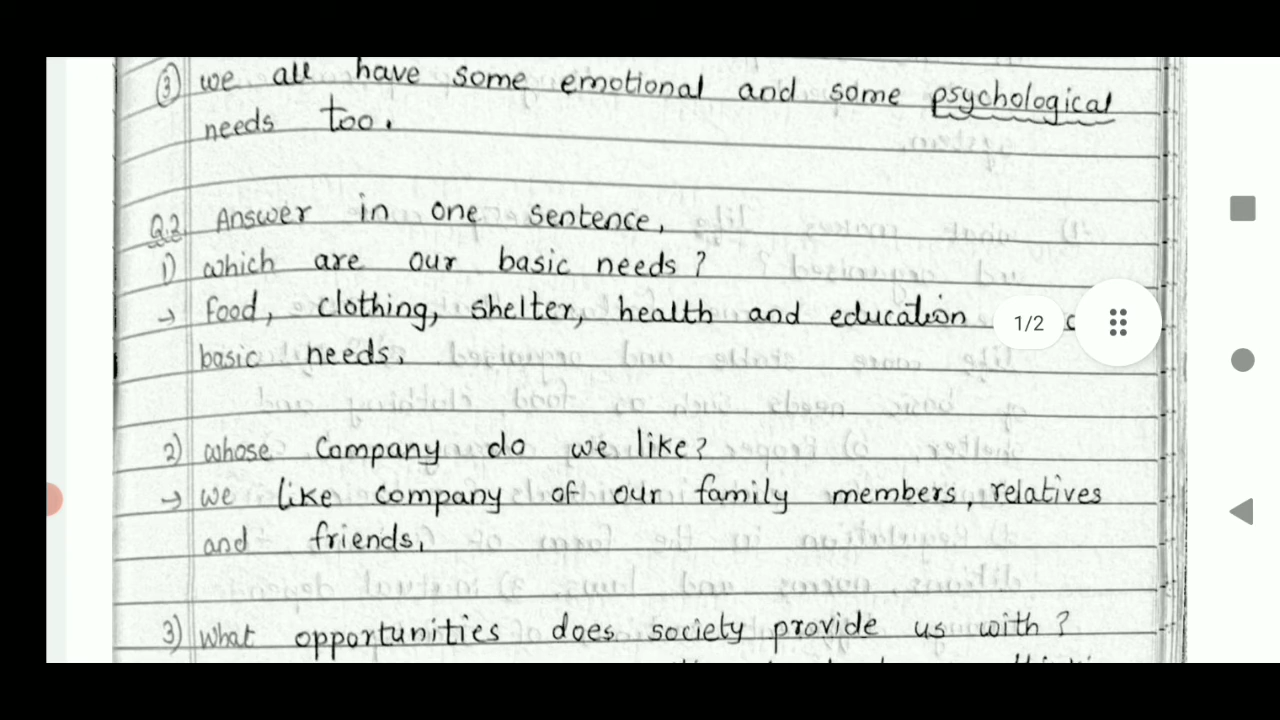 ③ we all have some emotional and some psychological
needs too.
Q.2. Answer in one sentence.
1) which are our basic needs?
→ food, clothing, shelter, health and education
basic needs.
2) whose Company do we like?
→ we like company of our family members, relatives
and friends.
3) What opportunities does society provide us with?
1/2